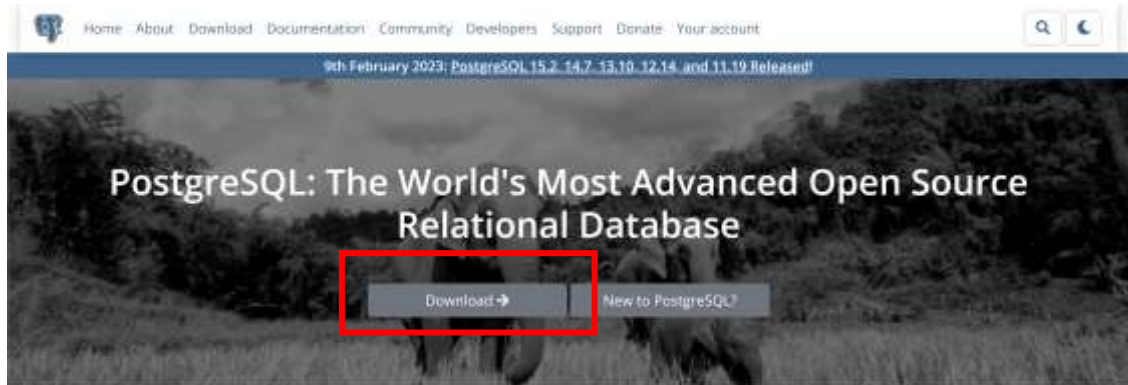 Home About Download Documentation Community Developers Support Donate Your account
9th February 2023: PostgreSQL 15.2, 14.7, 13.10, 12.14, and 11.19 Released!
PostgreSQL: The World's Most Advanced Open Source
Relational Database
Download → New to PostgreSQL?